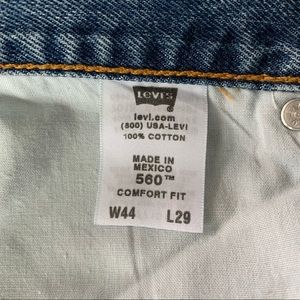 LEVI'S
levi.com
(800) USA-LEVI
100% COTTON
MADE IN
MEXICO
560™
COMFORT FIT
W44 L29